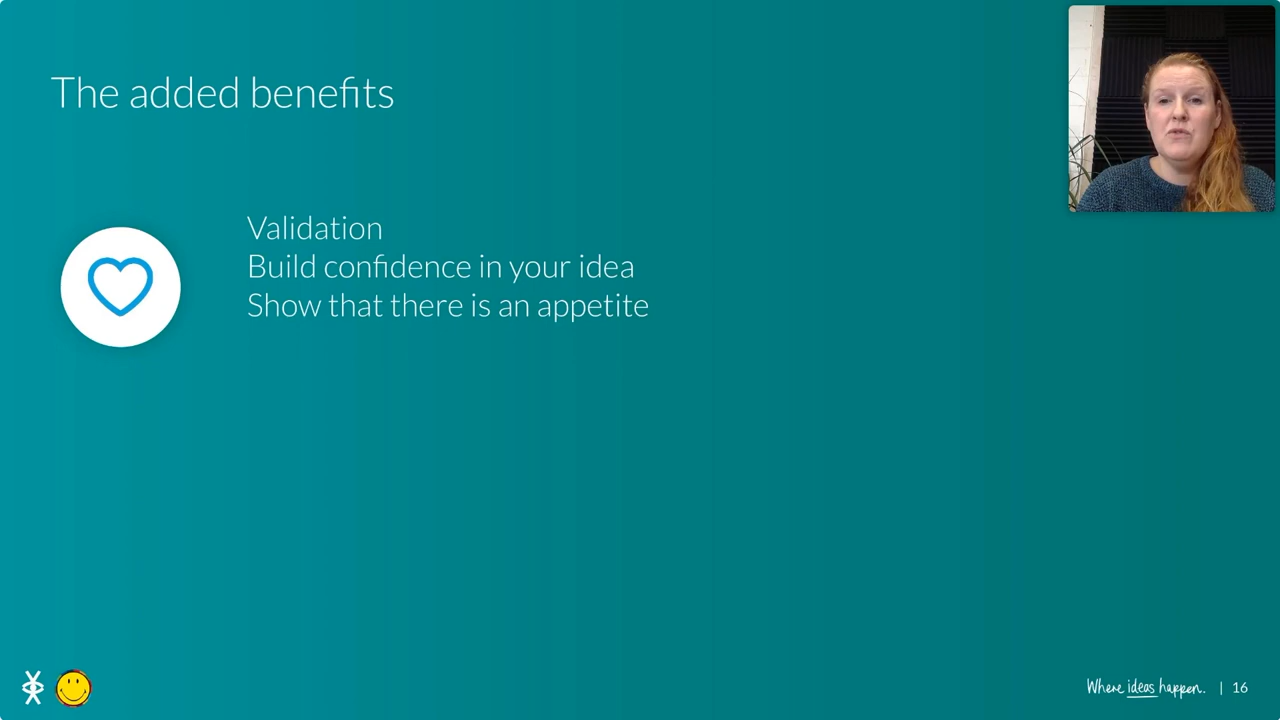 The added benefits
Validation
Build confidence in your idea
Show that there is an appetite
Where ideas happen. | 16